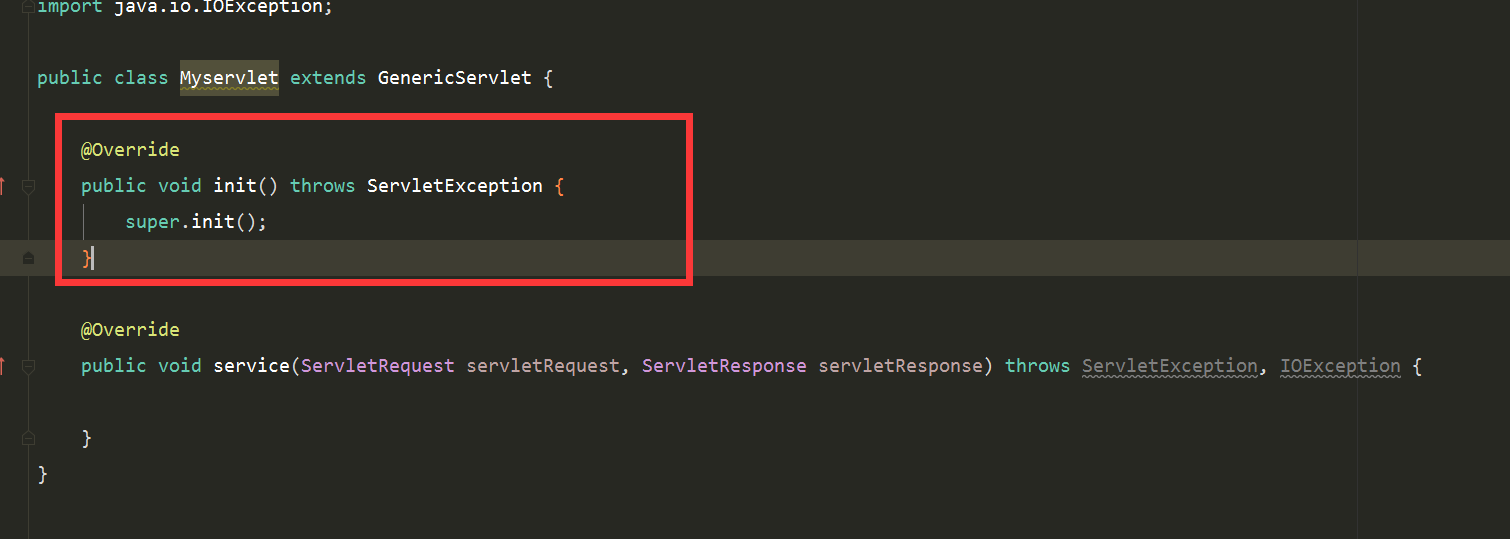 import java.io.IOException;
public class Myservlet extends GenericServlet {
@Override
public void init() throws ServletException {
super.init();
}
@Override
public void service(ServletRequest servletRequest, ServletResponse servletResponse) throws ServletException, IOException {
}
}